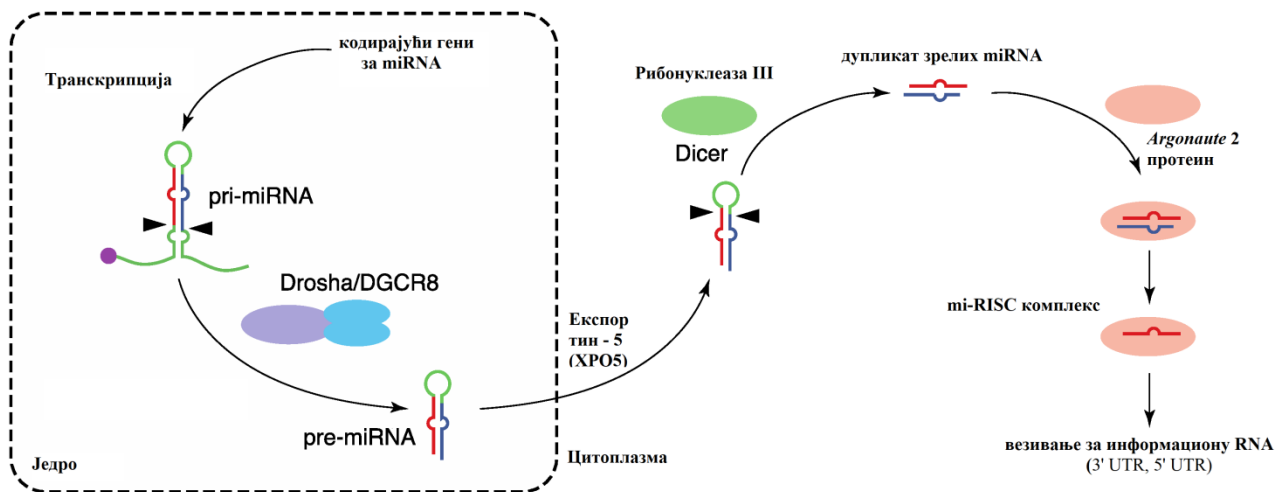 кодирајући гени
за miRNA
Транскрипција
pri-miRNA
Drosha/DGCR8
pre-miRNA
Једро
Експор
тин - 5
(XPO5)
Цитоплазма
Рибонуклеаза III
Dicer
дупликат зрелих miRNA
Argonaute 2
протеин
mi-RISC комплекс
везивање за информациону RNA
(3' UTR, 5' UTR)